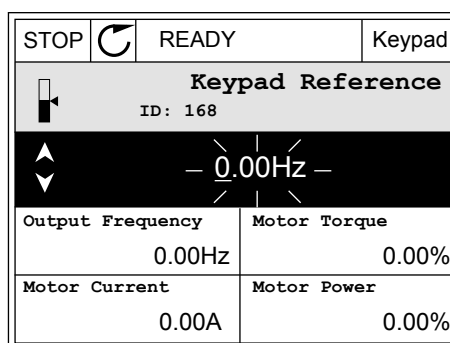 STOP READY Keypad
Keypad Reference
ID: 168
0.00Hz
Output Frequency Motor Torque
0.00Hz 0.00%
Motor Current Motor Power
0.00A 0.00%